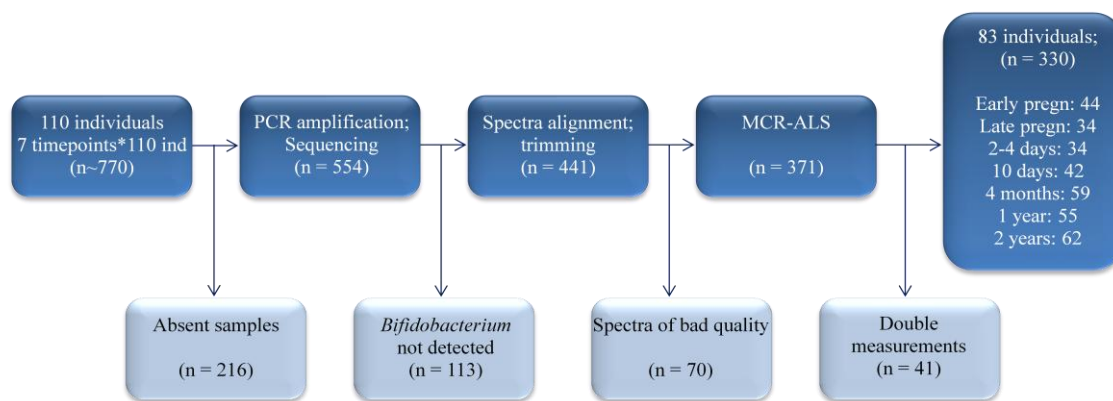 110 individuals
7 timepoints*110 ind
(n~770)
PCR amplification;
Sequencing
(n = 554)
Spectra alignment;
trimming
(n = 441)
MCR-ALS
(n = 371)
83 individuals;
(n = 330)
Early pregn: 44
Late pregn: 34
2-4 days: 34
10 days: 42
4 months: 59
1 year: 55
2 years: 62
Absent samples
(n = 216)
Bifidobacterium
not detected
(n = 113)
Spectra of bad quality
(n = 70)
Double
measurements
(n = 41)